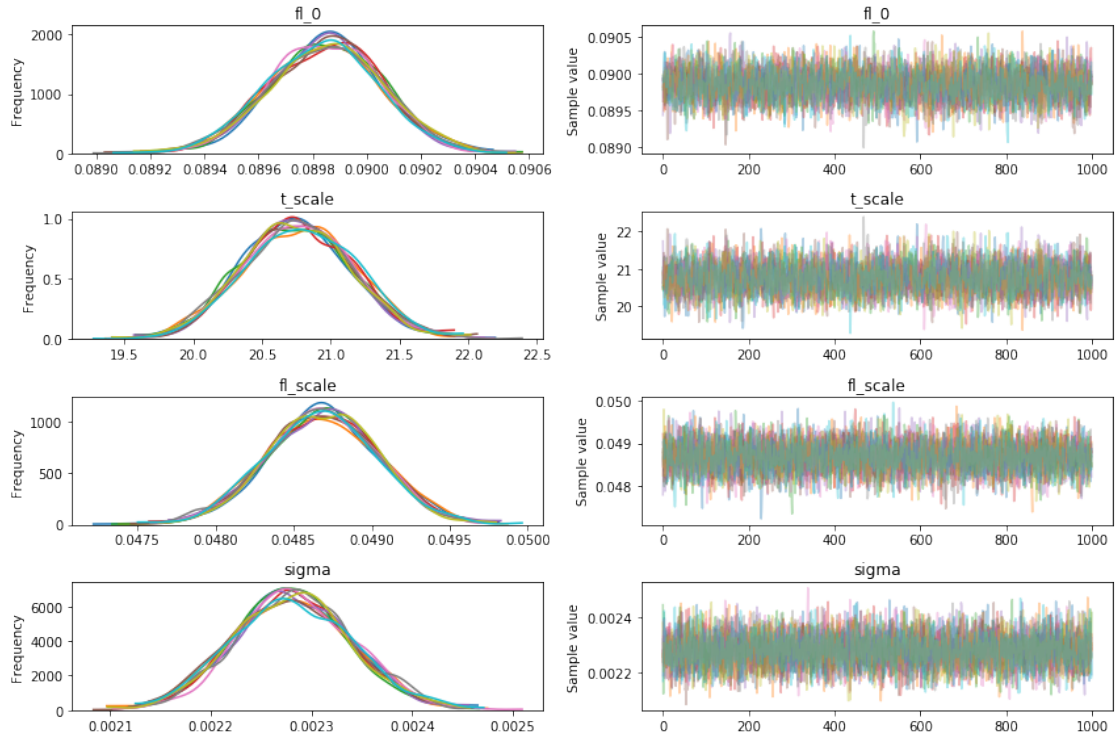 fl_0
Frequency
2000
1000
0
0.0890 0.0892 0.0894 0.0896 0.0898 0.0900 0.0902 0.0904 0.0906
fl_0
Sample value
0.0905
0.0900
0.0895
0.0890
0 200 400 600 800 1000
t_scale
Frequency
1.0
0.5
0.0
19.5 20.0 20.5 21.0 21.5 22.0 22.5
t_scale
Sample value
22
21
20
0 200 400 600 800 1000
fl_scale
Frequency
1000
500
0
0.0475 0.0480 0.0485 0.0490 0.0495 0.0500
fl_scale
Sample value
0.050
0.049
0.048
0 200 400 600 800 1000
sigma
Frequency
6000
4000
2000
0
0.0021 0.0022 0.0023 0.0024 0.0025
sigma
Sample value
0.0024
0.0022
0 200 400 600 800 1000